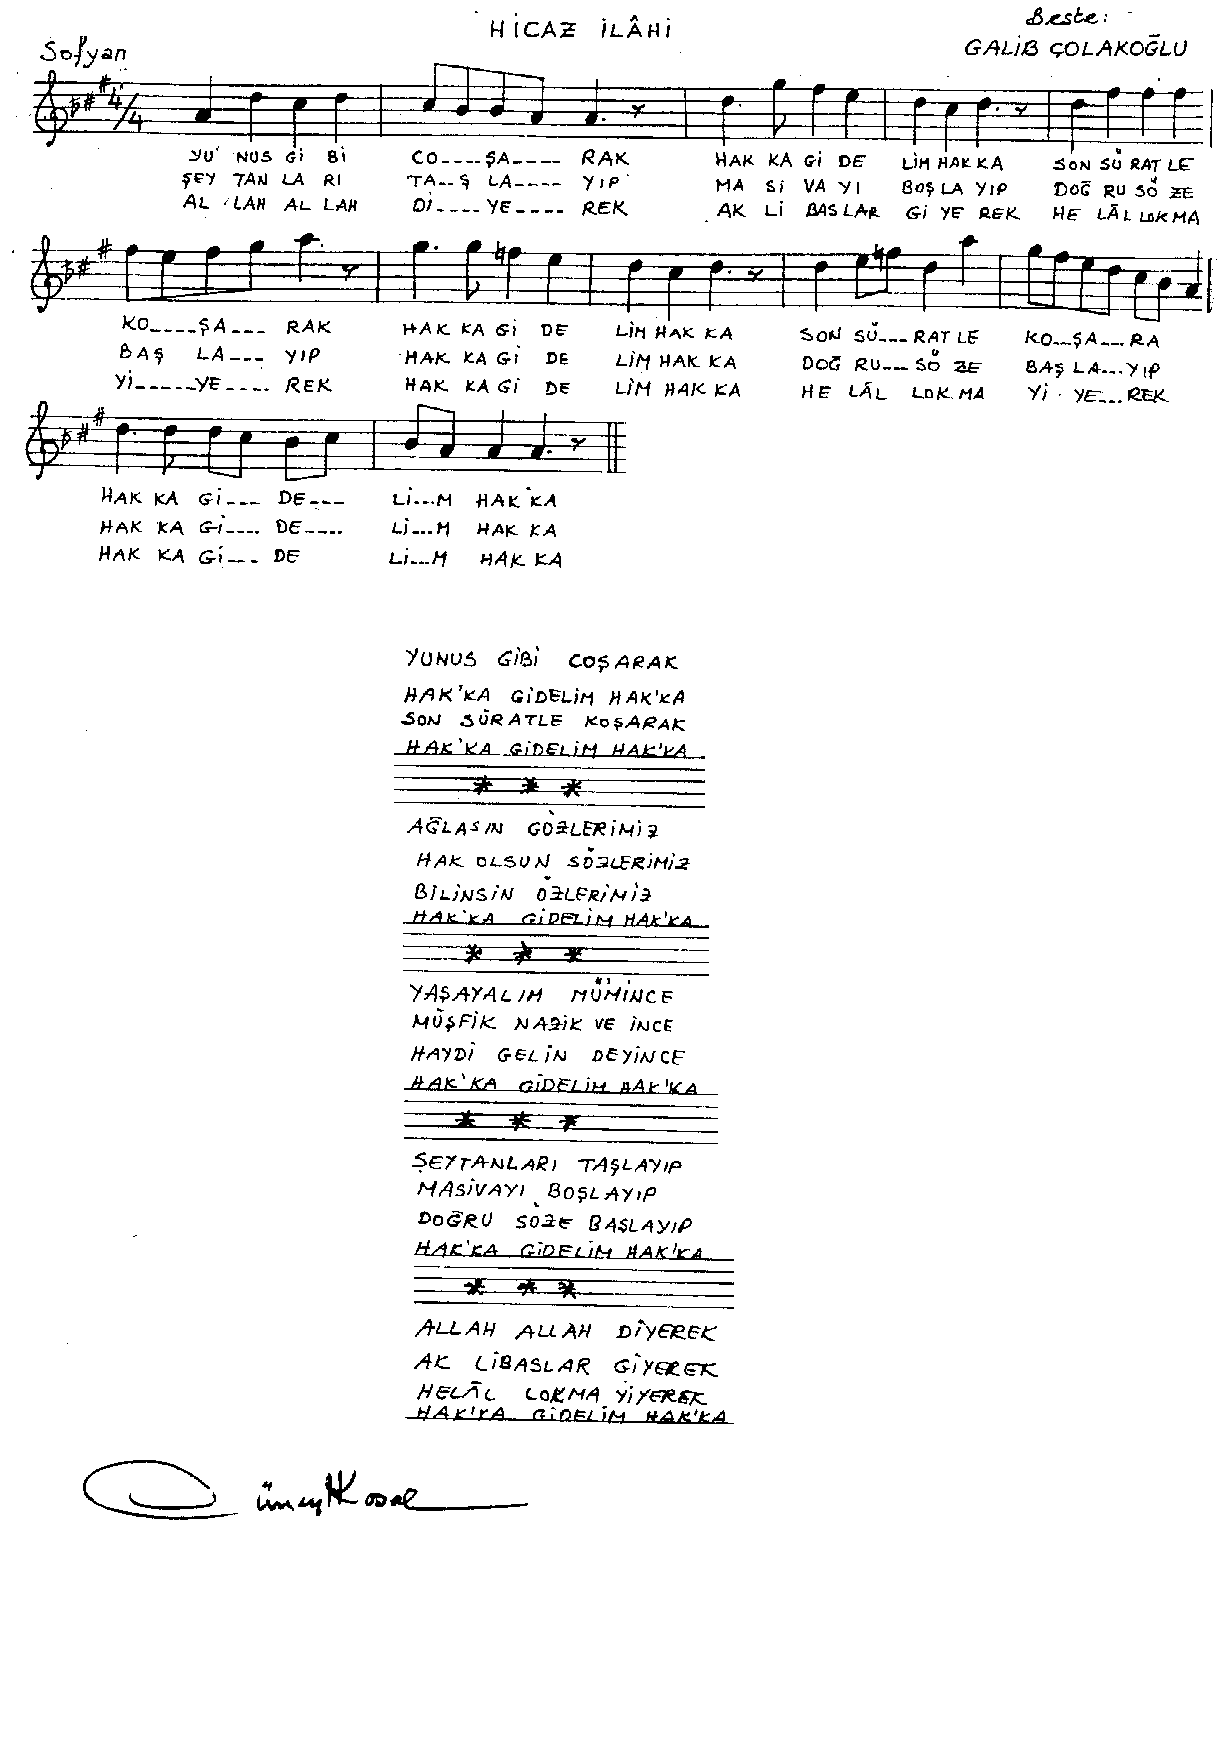 HİCAZ İLÂHİ
Beste:
GALİB ÇOLAKOĞLU
Sofyan
4/4
YU NUS Gİ Bİ CO----ŞA---- RAK HAK KA Gİ DE LİM HAK KA SON SÜ RAT LE
ŞEY TAN LA RI TA--Ş LA---- YIP MA Sİ VA YI BOŞ LA YIP DOĞ RU SÖ ZE
AL LAH AL LAH Dİ----YE---- REK AK Lİ BAS LAR Gİ YE REK HE LÂL LOK MA
KO----ŞA--- RAK HAK KA Gİ DE LİM HAK KA SON SÜ---RAT LE KO--ŞA--RA
BAŞ LA--- YIP HAK KA Gİ DE LİM HAK KA DOĞ RU--- SÖ ZE BAŞ LA--YIP
Yİ-----YE---- REK HAK KA Gİ DE LİM HAK KA HE LÂL LOK MA Yİ YE--REK
HAK KA Gİ--- DE--- Lİ---M HAK'KA
HAK KA Gİ---- DE---- Lİ---M HAK KA
HAK KA Gİ--- DE Lİ---M HAK KA
YUNUS GİBİ COŞARAK
HAK'KA GİDELİM HAK'KA
SON SÜRATLE KOŞARAK
HAK'KA GİDELİM HAK'KA
* * *
AĞLASIN GÖZLERİMİZ
HAK OLSUN SÖZLERİMİZ
BİLİNSİN ÖZLERİMİZ
HAK'KA GİDELİM HAK'KA
* * *
YAŞAYALIM MÜ'MİNCE
MÜŞFİK NAZİK VE İNCE
HAYDİ GELİN DEYİNCE
HAK'KA GİDELİM HAK'KA
* * *
ŞEYTANLARI TAŞLAYIP
MASİVAYI BOŞLAYIP
DOĞRU SÖZE BAŞLAYIP
HAK'KA GİDELİM HAK'KA
* * *
ALLAH ALLAH DİYEREK
AK LİBASLAR GİYEREK
HELÂL LOKMA YİYEREK
HAK'KA GİDELİM HAK'KA
Cüneyt Kosal